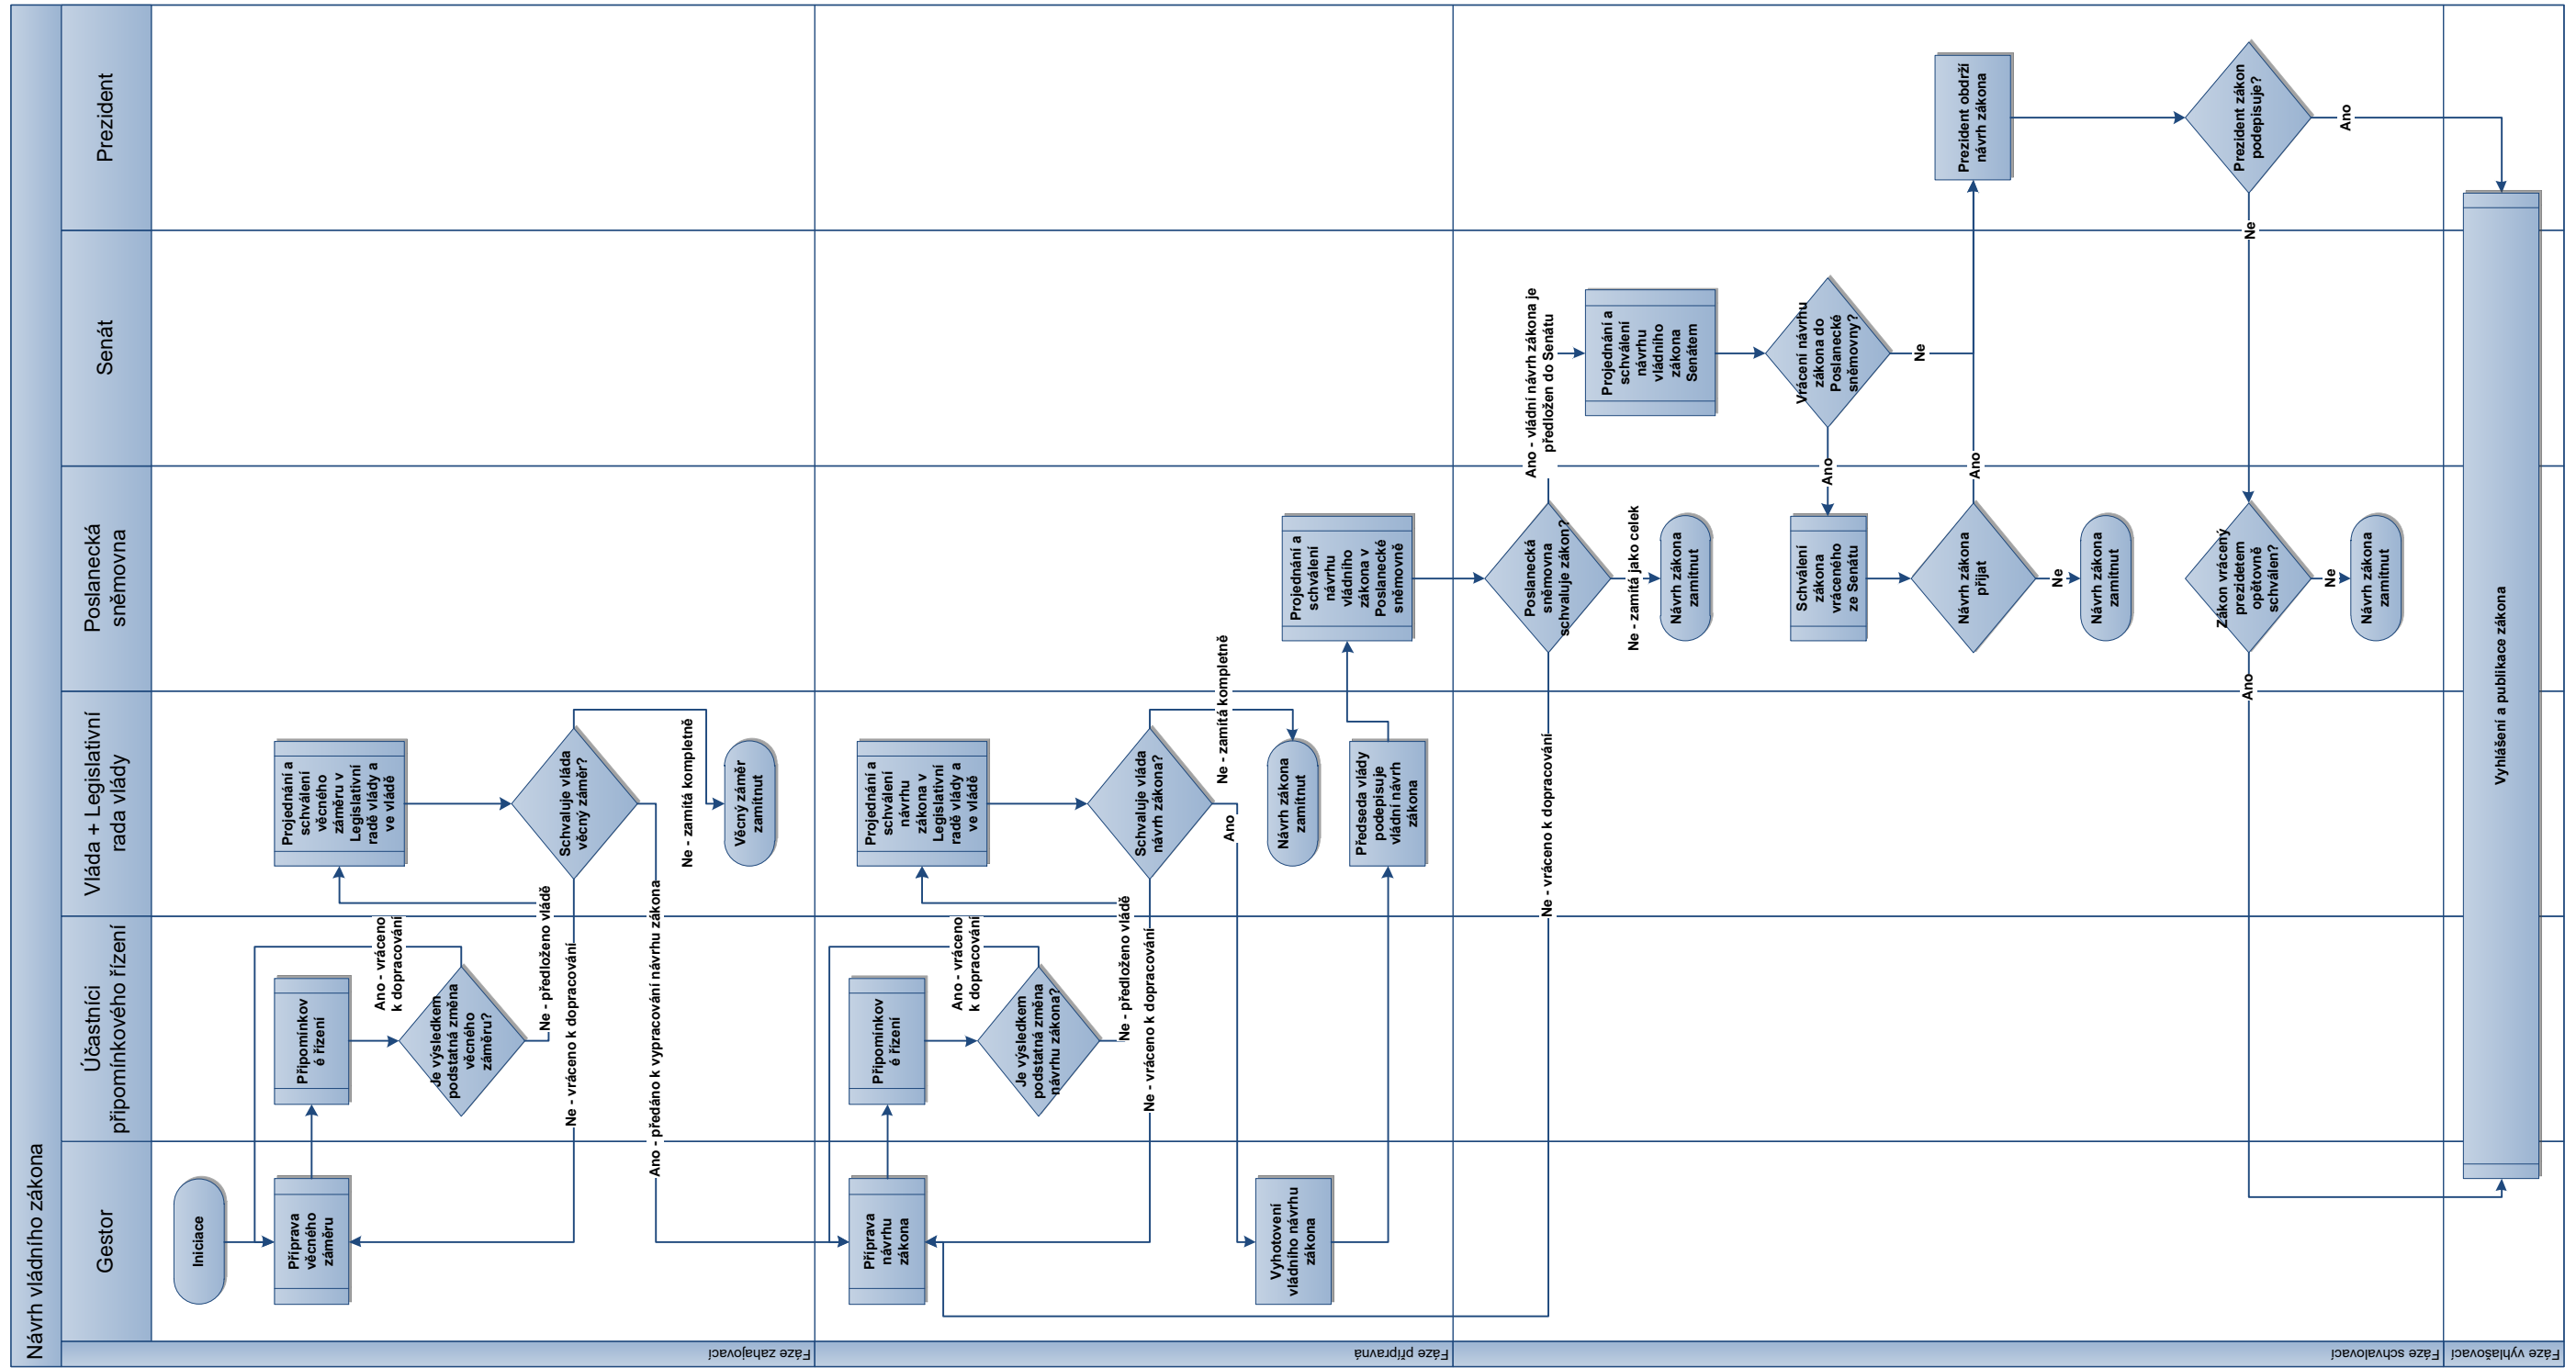 Návrh vládního zákona
Gestor
Účastníci
připomínkového řízení
Vláda + Legislativní
rada vlády
Poslanecká
sněmovna
Senát
Prezident
Fáze zahajovací
Iniciace
Příprava
věcného
záměru
Připomínkov
é řízení
Je výsledkem
podstatná změna
věcného
záměru?
Ano - vráceno
k dopracování
Ne - předloženo vládě
Projednání a
schválení
věcného
záměru v
Legislativní
radě vlády a
ve vládě
Schvaluje vláda
věcný záměr?
Ne - vráceno k dopracování
Ano - předáno k vypracování návrhu zákona
Ne - zamítá kompletně
Věcný záměr
zamítnut
Fáze přípravná
Příprava
návrhu
zákona
Připomínkov
é řízení
Je výsledkem
podstatná změna
návrhu zákona?
Ano - vráceno
k dopracování
Ne - předloženo vládě
Projednání a
schválení
návrhu
zákona v
Legislativní
radě vlády a
ve vládě
Schvaluje vláda
návrh zákona?
Ne - vráceno k dopracování
Ne - zamítá kompletně
Ano
Návrh zákona
zamítnut
Vyhotovení
vládního návrhu
zákona
Předseda vlády
podepisuje
vládní návrh
zákona
Projednání a
schválení
návrhu
vládního
zákona v
Poslanecké
sněmovně
Fáze schvalovací
Poslanecká
sněmovna
schvaluje zákon?
Ne - vráceno k dopracování
Ne - zamítá jako celek
Návrh zákona
zamítnut
Ano - vládní návrh zákona je
předložen do Senátu
Projednání a
schválení
návrhu
vládního
zákona
Senátem
Vrácení návrhu
zákona do
Poslanecké
sněmovny?
Ano
Ne
Schválení
zákona
vráceného
ze Senátu
Návrh zákona
přijat
Ano
Ne
Návrh zákona
zamítnut
Prezident obdrží
návrh zákona
Prezident zákon
podepisuje?
Ano
Ne
Zákon vrácený
prezidetem
opětovně
schválen?
Ano
Ne
Návrh zákona
zamítnut
Fáze vyhlašovací
Vyhlášení a publikace zákona